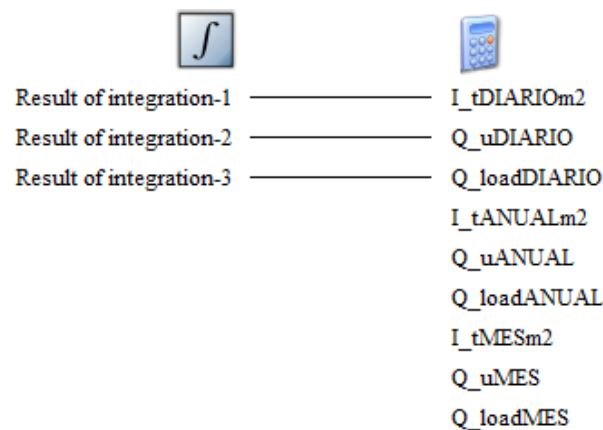 Result of integration-1 I_tDIARIOm2
Result of integration-2 Q_uDIARIO
Result of integration-3 Q_loadDIARIO
I_tANUALm2
Q_uANUAL
Q_loadANUAL
I_tMESm2
Q_uMES
Q_loadMES